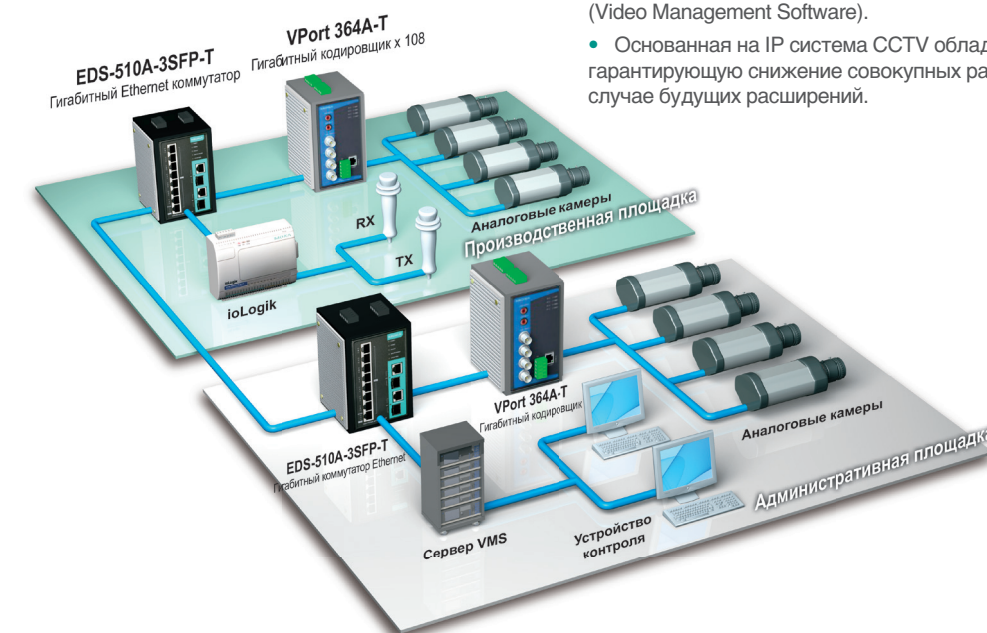 (Video Management Software).
• Основанная на IP система CCTV облад
гарантирующую снижение совокупных ра
случае будущих расширений.
VPort 364A-T
Гигабитный кодировщик x 108
EDS-510A-3SFP-T
Гигабитный Ethernet коммутатор
Аналоговые камеры
Производственная площадка
RX
TX
ioLogik
VPort 364A-T
Гигабитный кодировщик
Аналоговые камеры
EDS-510A-3SFP-T
Гигабитный коммутатор Ethernet
Административная площадка
Сервер VMS
Устройство
контроля